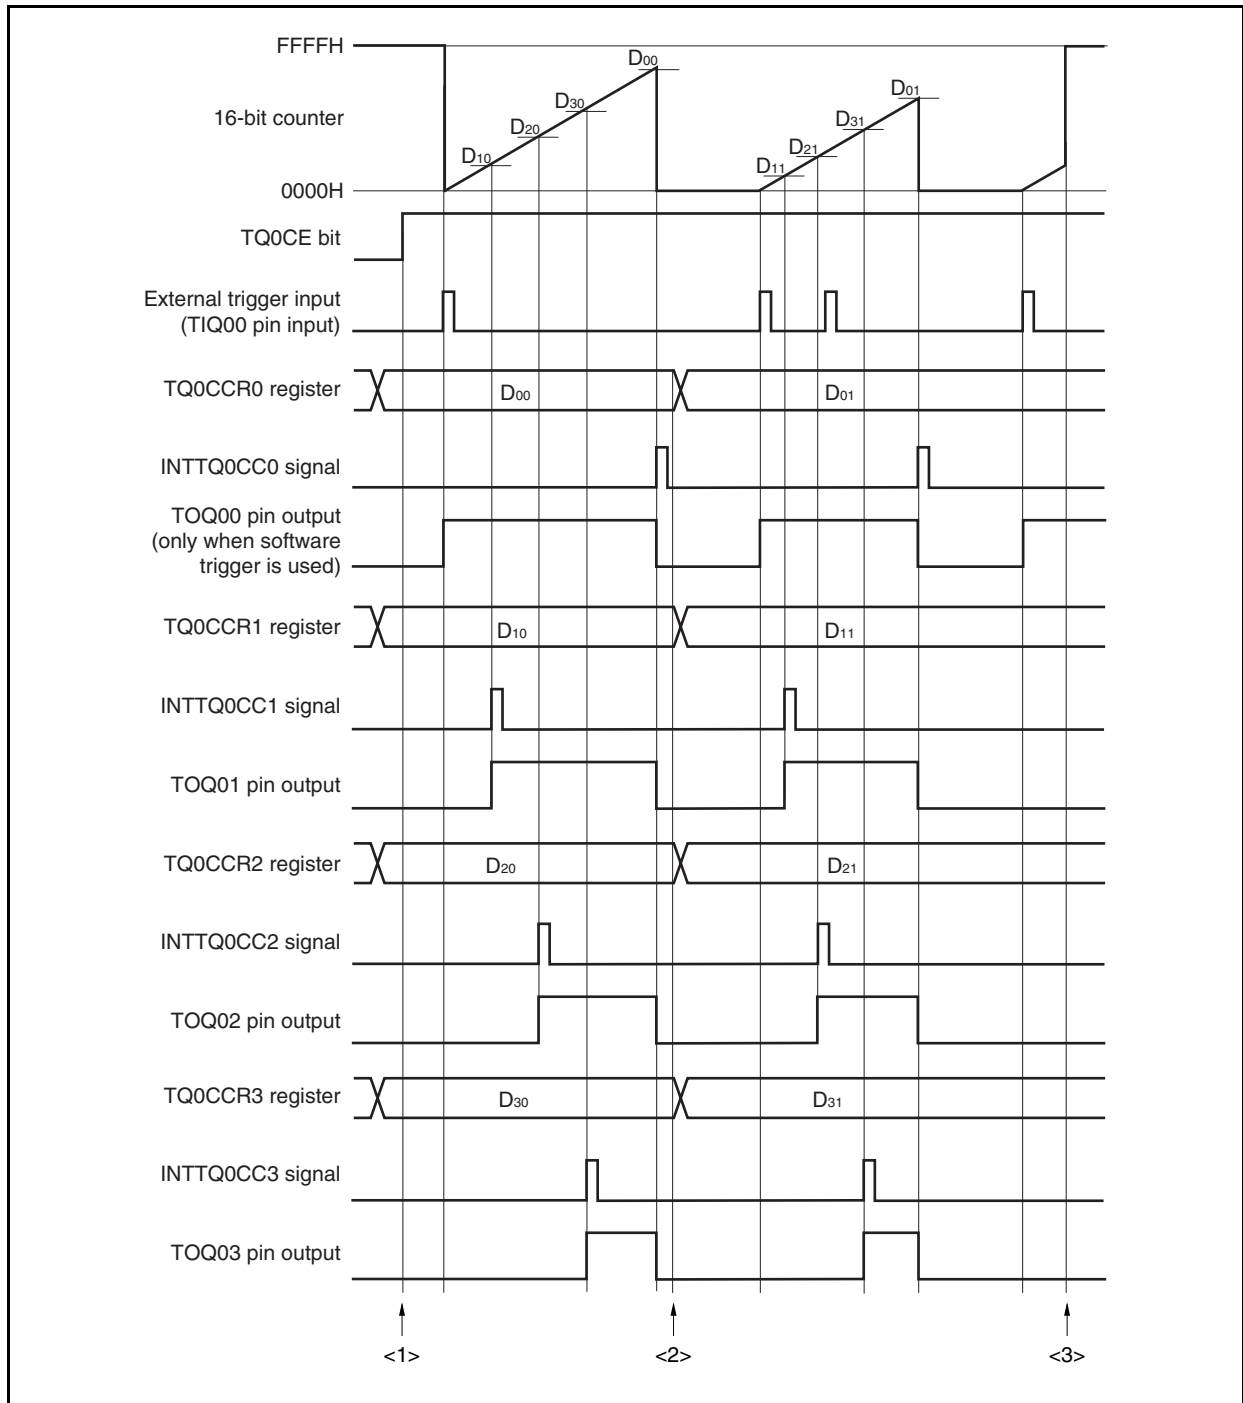 FFFFH
D00
D30
D20
D10
D01
D31
D21
D11
16-bit counter
0000H
TQ0CE bit
External trigger input
(TIQ00 pin input)
TQ0CCR0 register
D00
D01
INTTQ0CC0 signal
TOQ00 pin output
(only when software
trigger is used)
TQ0CCR1 register
D10
D11
INTTQ0CC1 signal
TOQ01 pin output
TQ0CCR2 register
D20
D21
INTTQ0CC2 signal
TOQ02 pin output
TQ0CCR3 register
D30
D31
INTTQ0CC3 signal
TOQ03 pin output
<1>
<2>
<3>